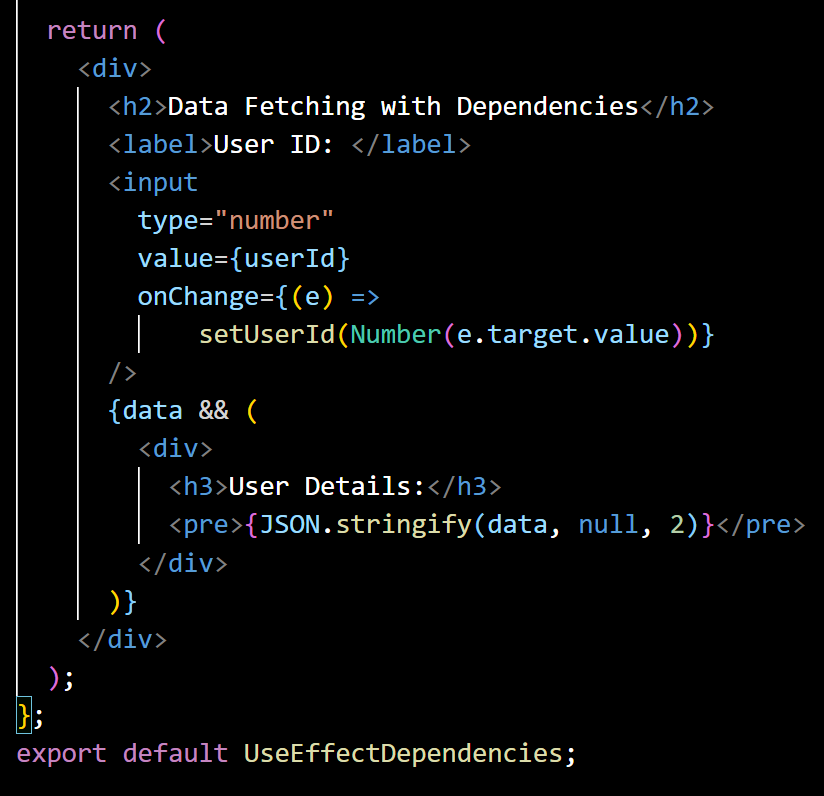 return (
<div>
<h2>Data Fetching with Dependencies</h2>
<label>User ID: </label>
<input
type="number"
value={userId}
onChange={(e) =>
setUserId(Number(e.target.value))}
/>
{data && (
<div>
<h3>User Details:</h3>
<pre>{JSON.stringify(data, null, 2)}</pre>
</div>
)}
</div>
);
};
export default UseEffectDependencies;